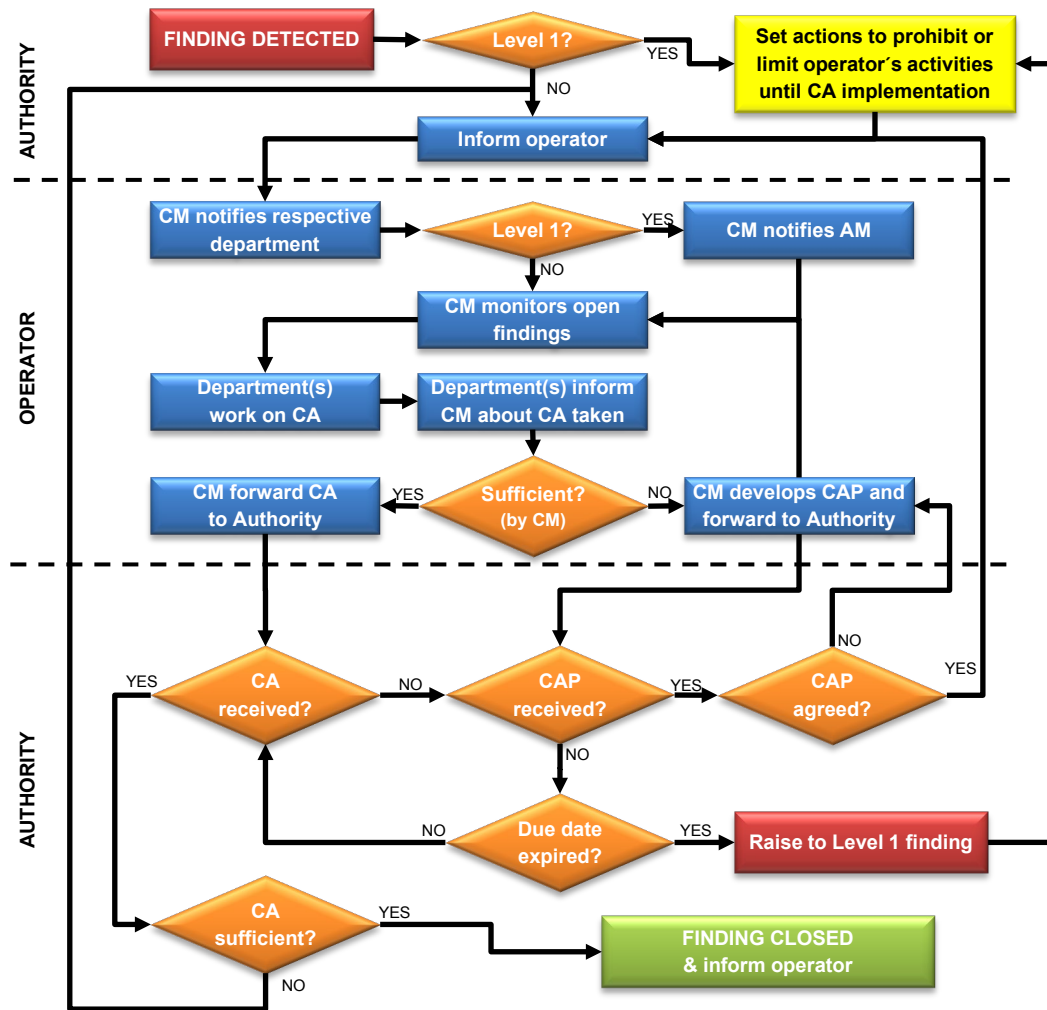 FINDING DETECTED
Level 1?
YES
Set actions to prohibit or
limit operator´s activities
until CA implementation
NO
Inform operator
AUTHORITY
CM notifies respective
department
Level 1?
YES
CM notifies AM
NO
CM monitors open
findings
OPERATOR
Department(s)
work on CA
Department(s) inform
CM about CA taken
CM forward CA
to Authority
YES
Sufficient?
(by CM)
NO
CM develops CAP and
forward to Authority
AUTHORITY
YES
CA
received?
NO
CAP
received?
YES
NO
CAP
agreed?
YES
NO
NO
Due date
expired?
YES
Raise to Level 1 finding
CA
sufficient?
YES
NO
FINDING CLOSED
& inform operator